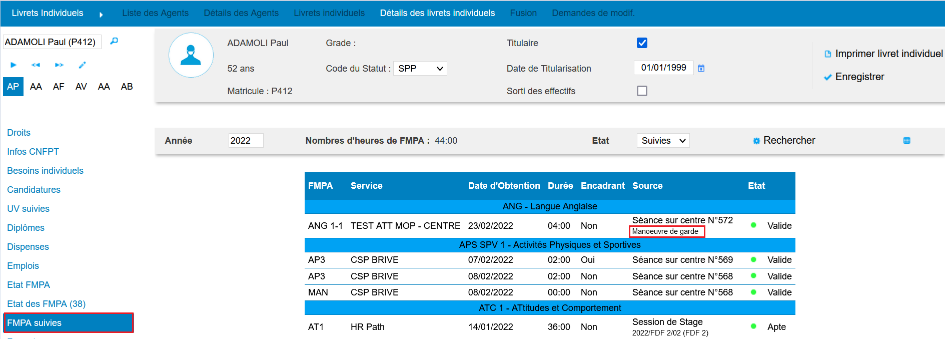 Livrets Individuels Liste des Agents Détails des Agents Livrets Individuels Détails des livrets individuels Fusion Demandes de modif.
ADAMOLI Paul (P412)
AP AA AF AV AA AB
ADAMOLI Paul Grade : Titulaire
52 ans Code du Statut : SPP Date de Titularisation 01/01/1999
Matricule : P412 Sorti des effectifs
Imprimer livret individuel
Enregistrer
Droits
Infos CNFPT
Besoins individuels
Candidatures
UV suivies
Diplômes
Dispenses
Emplois
Etat FMPA
Etat des FMPA (38)
FMPA suivies
Année 2022 Nombres d'heures de FMPA : 44:00 Etat Suivies Rechercher
FMPA Service Date d'Obtention Durée Encadrant Source Etat
ANG - Langue Anglaise
ANG 1-1 TEST ATT MOP - CENTRE 23/02/2022 04:00 Non Séance sur centre N°572 Valide
Manoeuvre de garde
APS SPV 1 - Activités Physiques et Sportives
AP3 CSP BRIVE 07/02/2022 02:00 Oui Séance sur centre N°569 Valide
AP3 CSP BRIVE 08/02/2022 02:00 Non Séance sur centre N°568 Valide
MAN CSP BRIVE 08/02/2022 00:00 Non Séance sur centre N°568 Valide
ATC 1 - ATtitudes et Comportement
AT1 HR Path 14/01/2022 36:00 Non Session de Stage Apte
2022/FDF 2/02 (FDF 2)